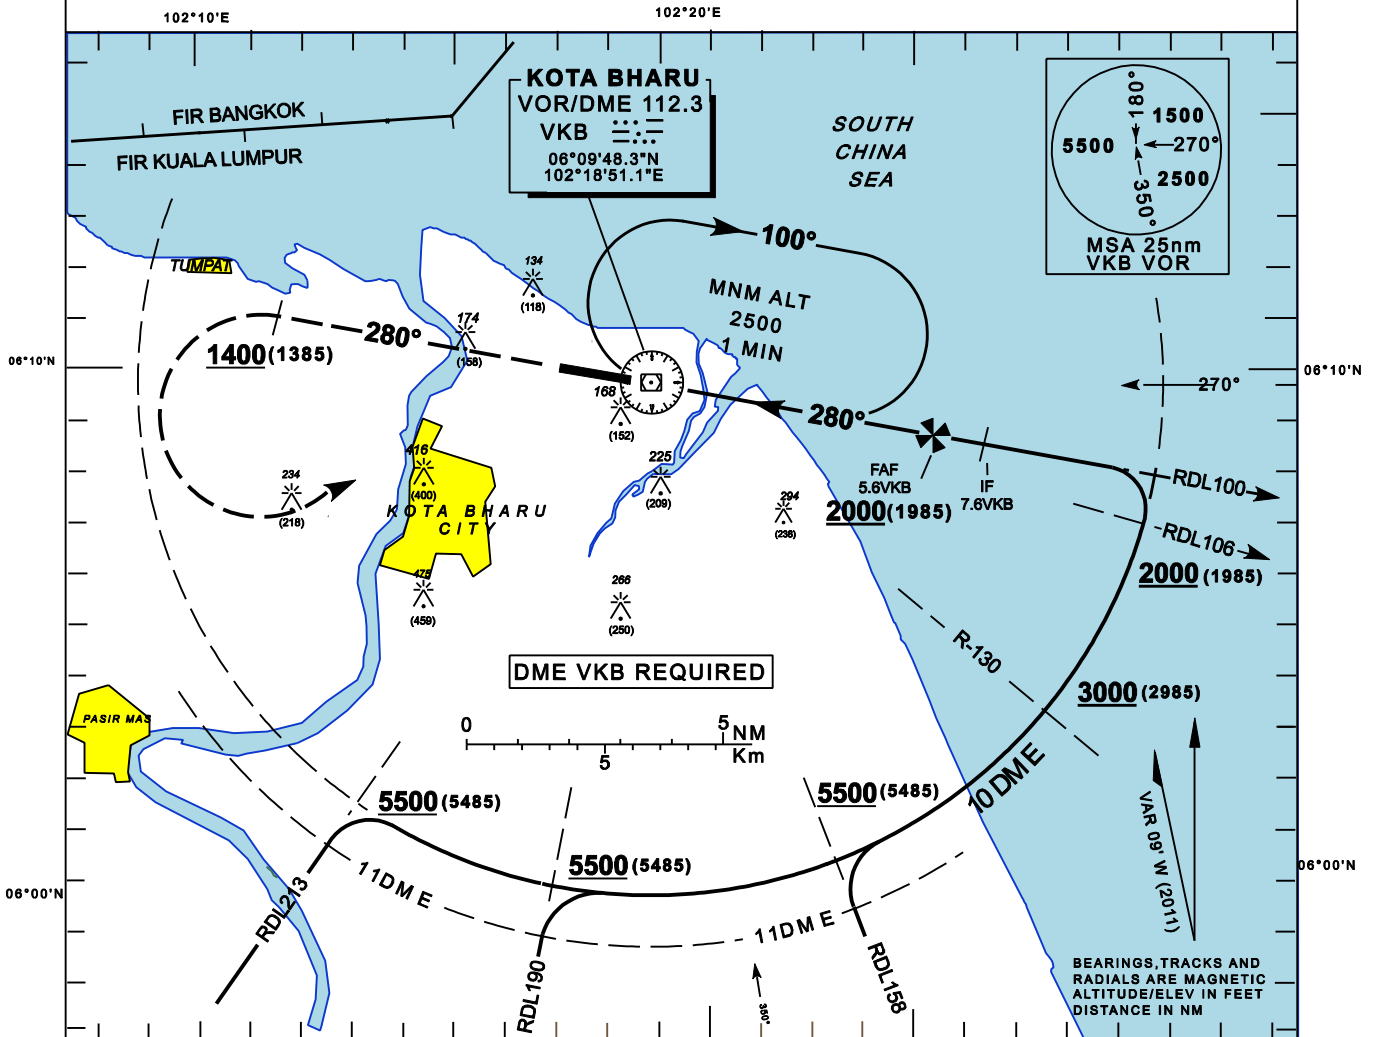 102°10'E
102°20'E
FIR BANGKOK
FIR KUALA LUMPUR
KOTA BHARU
VOR/DME 112.3
VKB
06°09'48.3"N
102°18'51.1"E
SOUTH
CHINA
SEA
180°
1500
5500
270°
2500
350°
MSA 25nm
VKB VOR
TUMPAT
134
(118)
100°
MNM ALT
2500
1 MIN
174
(158)
280°
1400 (1385)
06°10'N
06°10'N
270°
168
(152)
280°
416
(400)
225
(209)
234
(218)
294
(238)
FAF
5.6VKB
IF
7.6VKB
2000 (1985)
RDL100
RDL106
2000 (1985)
KOTA BHARU
CITY
475
(459)
266
(250)
R-130
DME VKB REQUIRED
3000 (2985)
PASIR MAS
0
5
NM
Km
5
10 DME
5500 (5485)
5500 (5485)
5500 (5485)
VAR 09' W (2011)
06°00'N
06°00'N
11DME
11DME
RDL213
RDL190
RDL158
350°
BEARINGS,TRACKS AND
RADIALS ARE MAGNETIC
ALTITUDE/ELEV IN FEET
DISTANCE IN NM